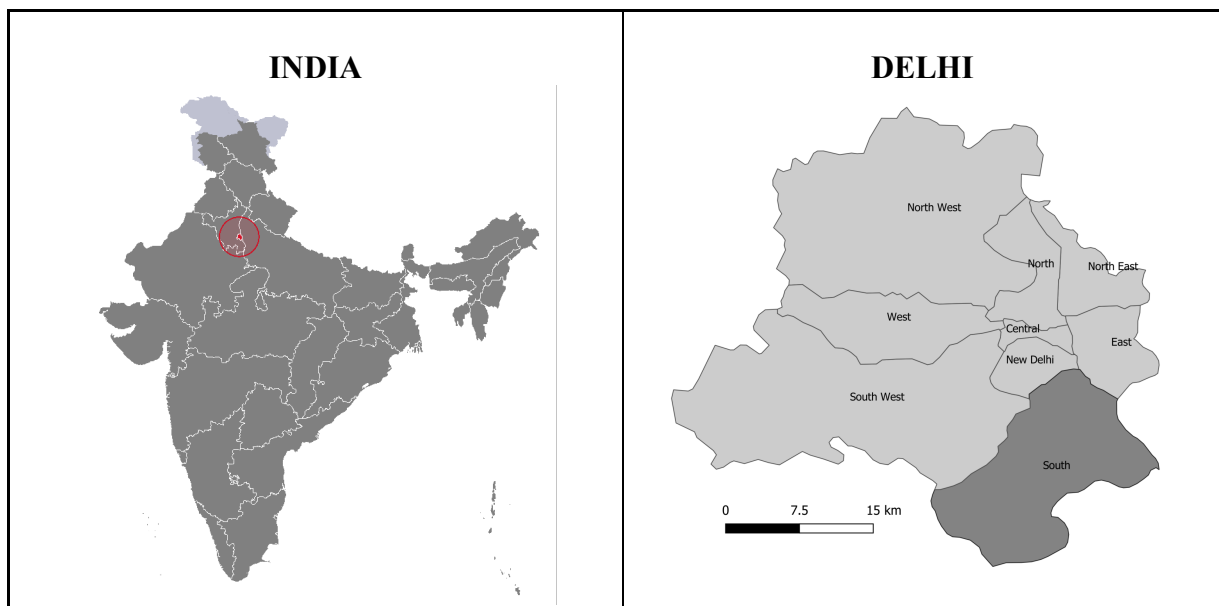 INDIA
DELHI
North West
North
North East
West
Central
East
New Delhi
South West
South
0 7.5 15 km